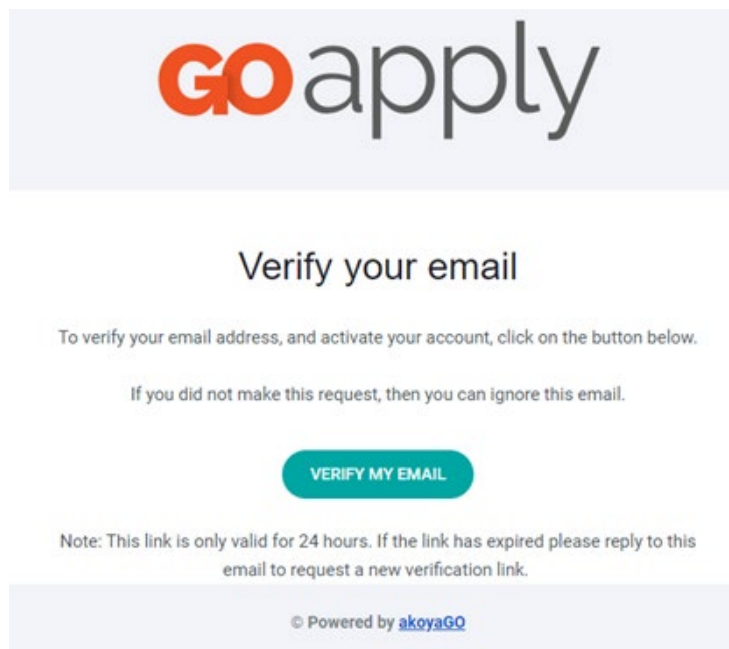 GO apply
Verify your email
To verify your email address, and activate your account, click on the button below.
If you did not make this request, then you can ignore this email.
VERIFY MY EMAIL
Note: This link is only valid for 24 hours. If the link has expired please reply to this
email to request a new verification link.
© Powered by akoyaGO